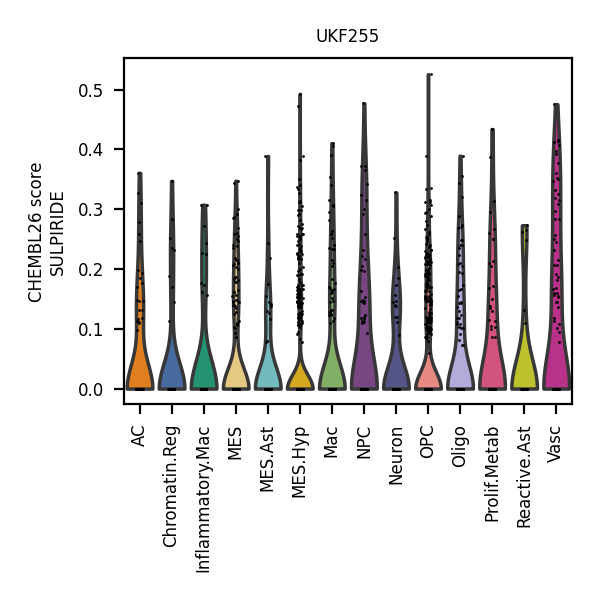 UKF255
CHEMBL26 score
SULPIRIDE
0.5
0.4
0.3
0.2
0.1
0.0
AC
Chromatin.Reg
Inflammatory.Mac
MES
MES.Ast
MES.Hyp
Mac
NPC
Neuron
OPC
Oligo
Prolif.Metab
Reactive.Ast
Vasc